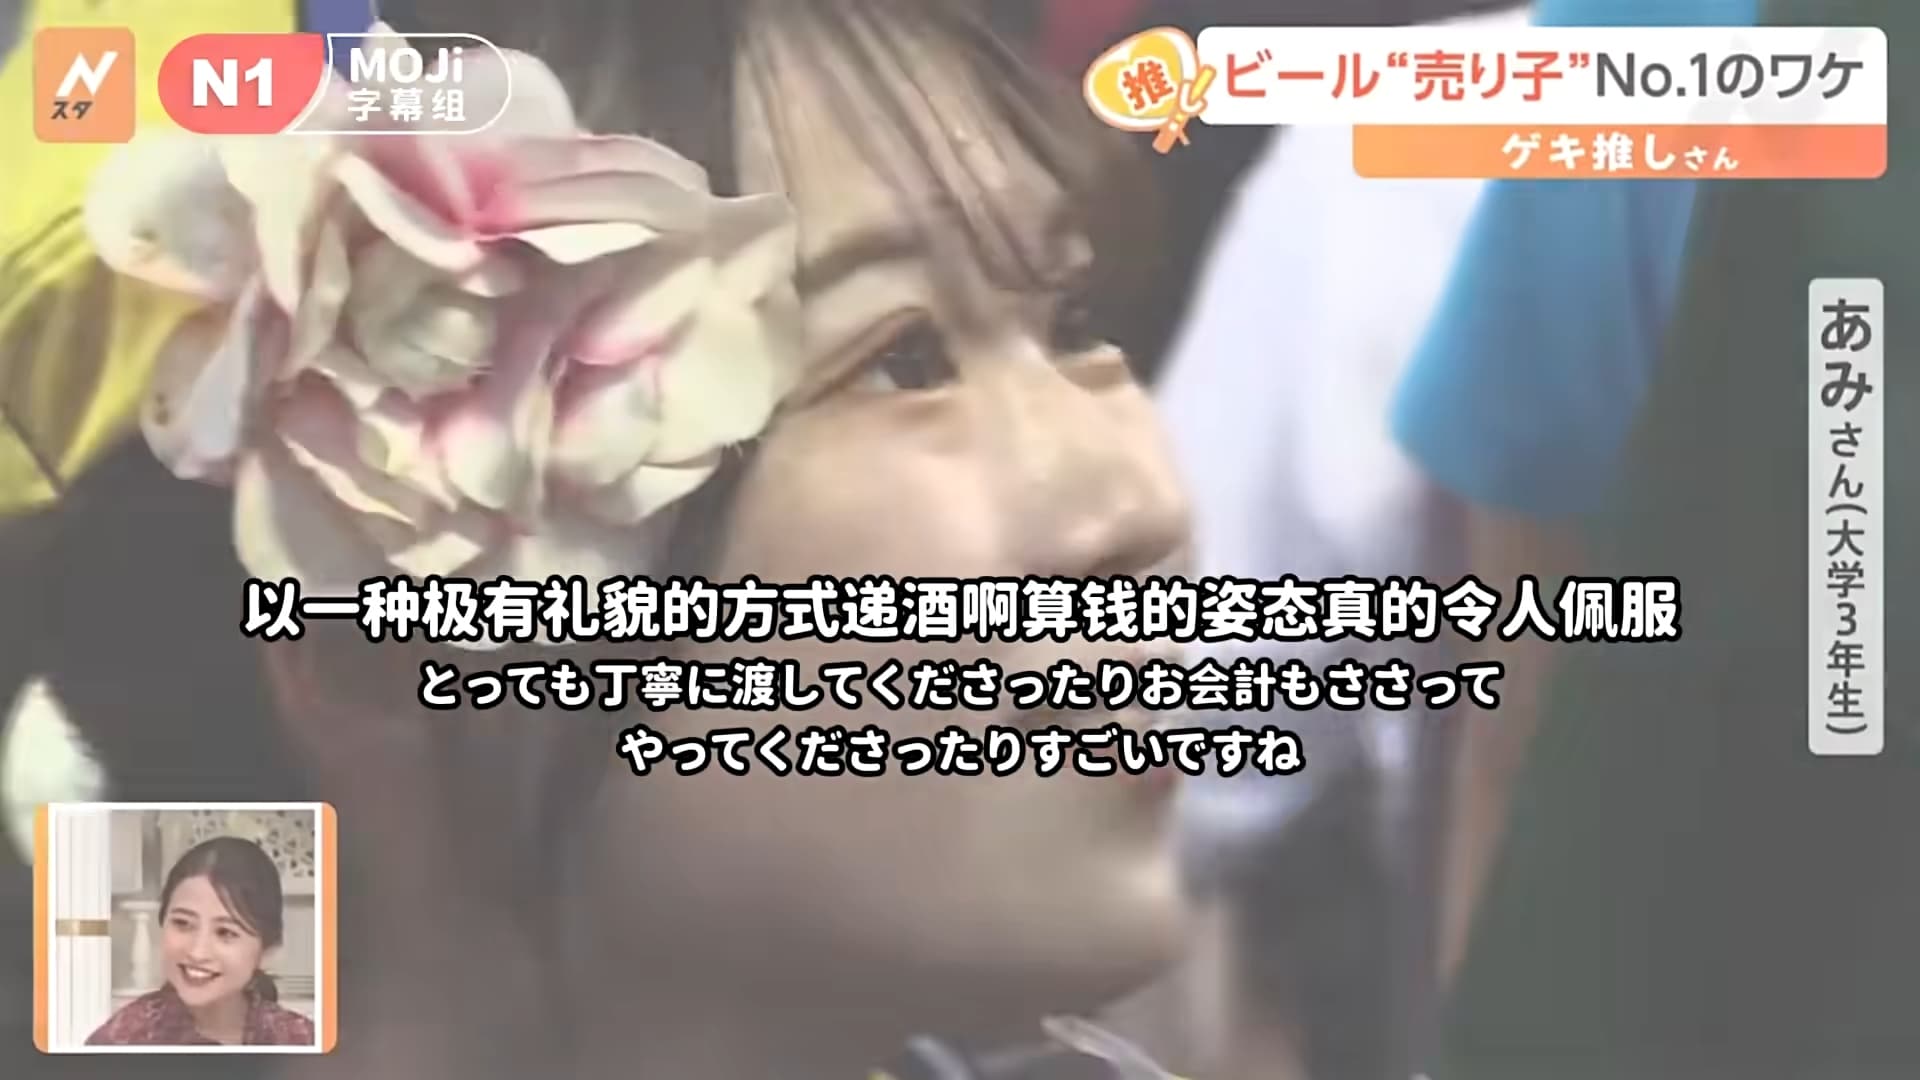 N
スタ
N1
MOJi
字幕组
推し
ビール“売り子”No.1のワケ
ゲキ推しさん
あみさん(大学3年生)
以一种极有礼貌的方式递酒啊算钱的姿态真的令人佩服
とっても丁寧に渡してくださったりお会計もささって
やってくださったりすごいですね